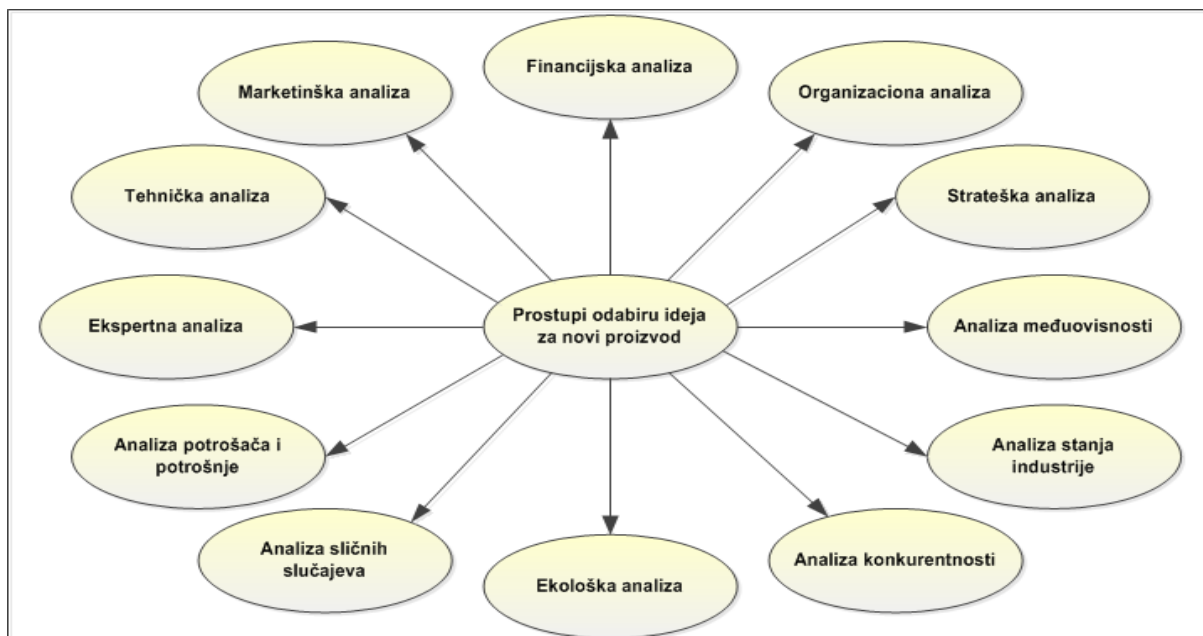 Financijska analiza
Marketinška analiza
Organizaciona analiza
Tehnička analiza
Strateška analiza
Prostupi odabiru ideja
za novi proizvod
Ekspertna analiza
Analiza međuovisnosti
Analiza potrošača i
potrošnje
Analiza stanja
industrije
Analiza sličnih
slučajeva
Ekološka analiza
Analiza konkurentnosti